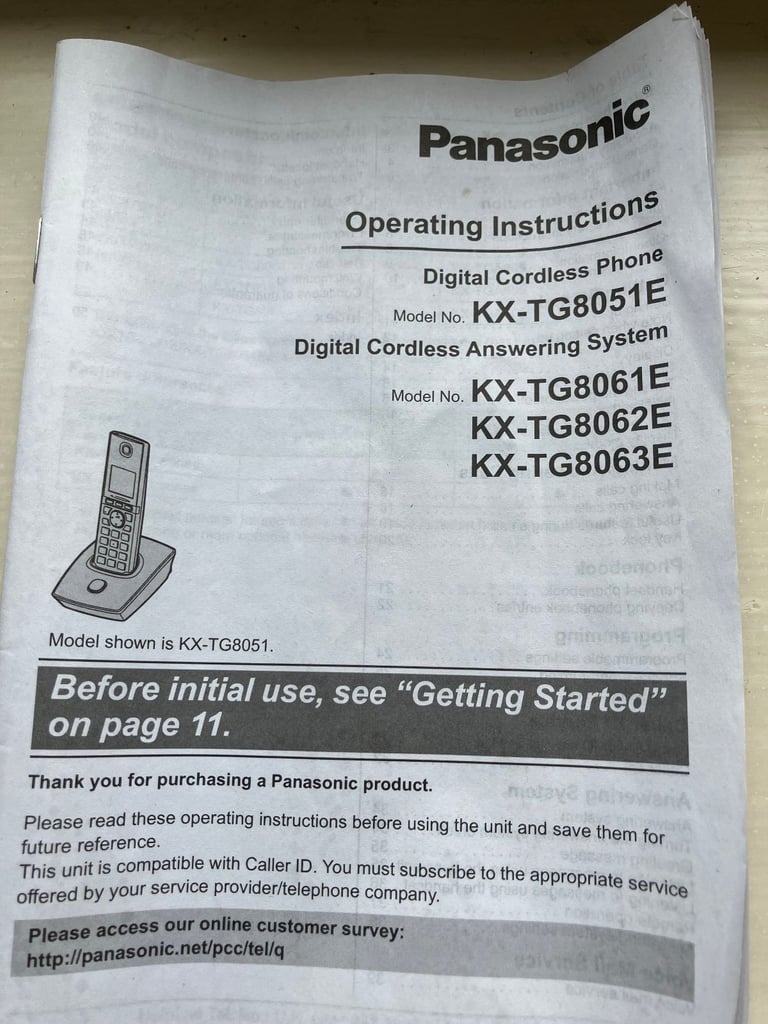 Panasonic®
Operating Instructions
Digital Cordless Phone
Model No. KX-TG8051E
Digital Cordless Answering System
Model No. KX-TG8061E
KX-TG8062E
KX-TG8063E
Model shown is KX-TG8051.
Before initial use, see “Getting Started”
on page 11.
Thank you for purchasing a Panasonic product.
Please read these operating instructions before using the unit and save them for
future reference.
This unit is compatible with Caller ID. You must subscribe to the appropriate service
offered by your service provider/telephone company.
Please access our online customer survey:
http://panasonic.net/pcc/tel/q